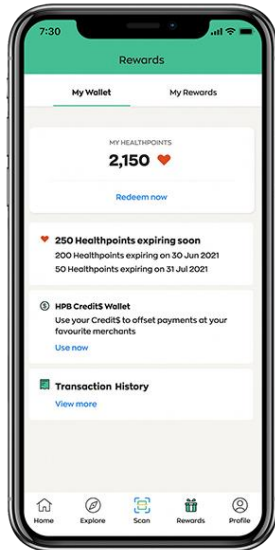 7:30
Rewards
My Wallet
My Rewards
MY HEALTHPOINTS
2,150
Redeem now
250 Healthpoints expiring soon
200 Healthpoints expiring on 30 Jun 2021
50 Healthpoints expiring on 31 Jul 2021
HPB Credit$ Wallet
Use your Credit$ to offset payments at your
favourite merchants
Use now
Transaction History
View more
Home
Explore
Scan
Rewards
Profile